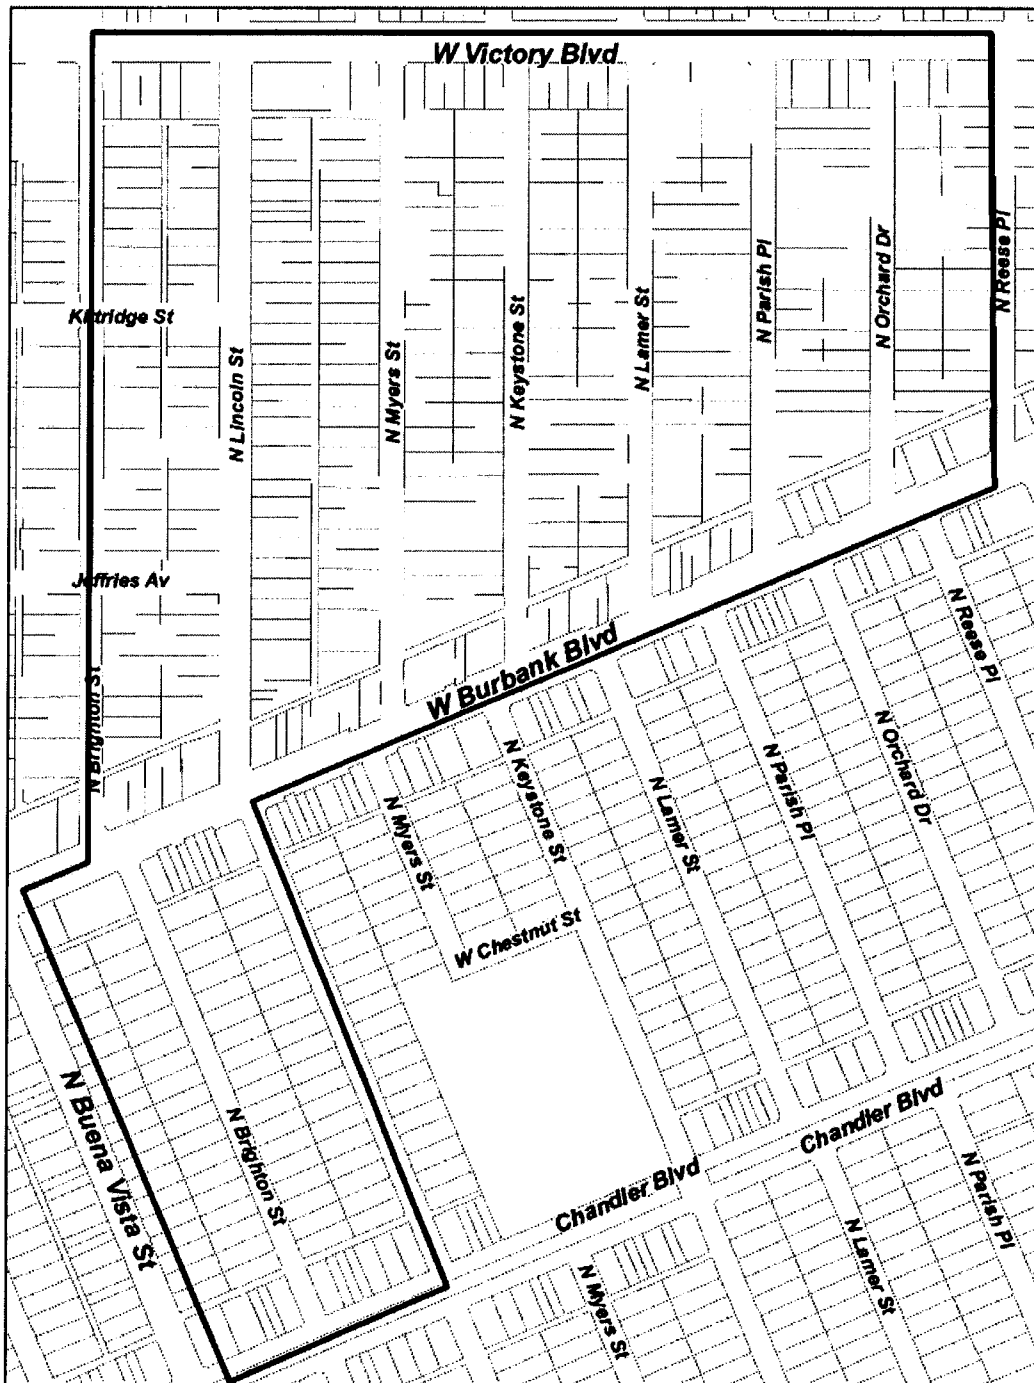 W Victory Blvd
N Reese Pl
N Orchard Dr
N Parish Pl
Kittridge St
N Lamer St
N Keystone St
N Myers St
N Lincoln St
Jeffries Av
N Brighton St
W Burbank Blvd
N Reese Pl
N Orchard Dr
N Parish Pl
N Lamer St
N Keystone St
N Myers St
W Chestnut St
N Buena Vista St
N Brighton St
Chandler Blvd
Chandler Blvd
N Parish Pl
N Lamer St
N Myers St